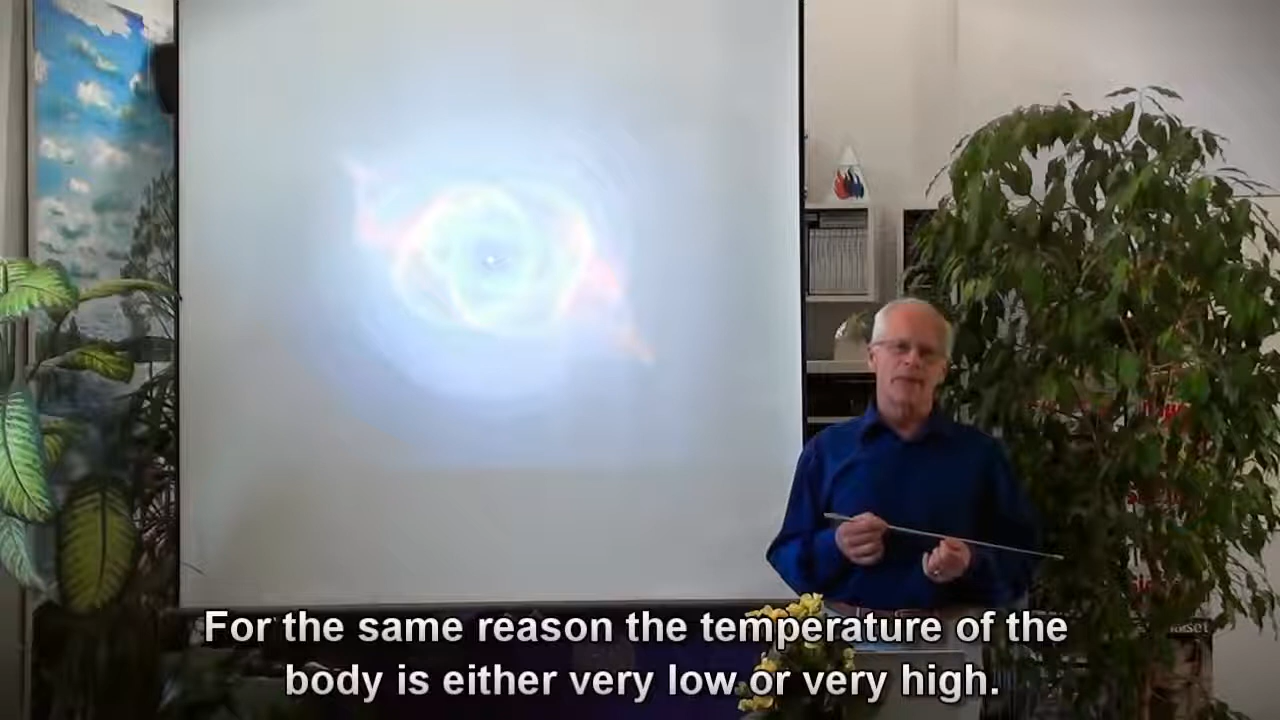 For the same reason the temperature of the
body is either very low or very high.